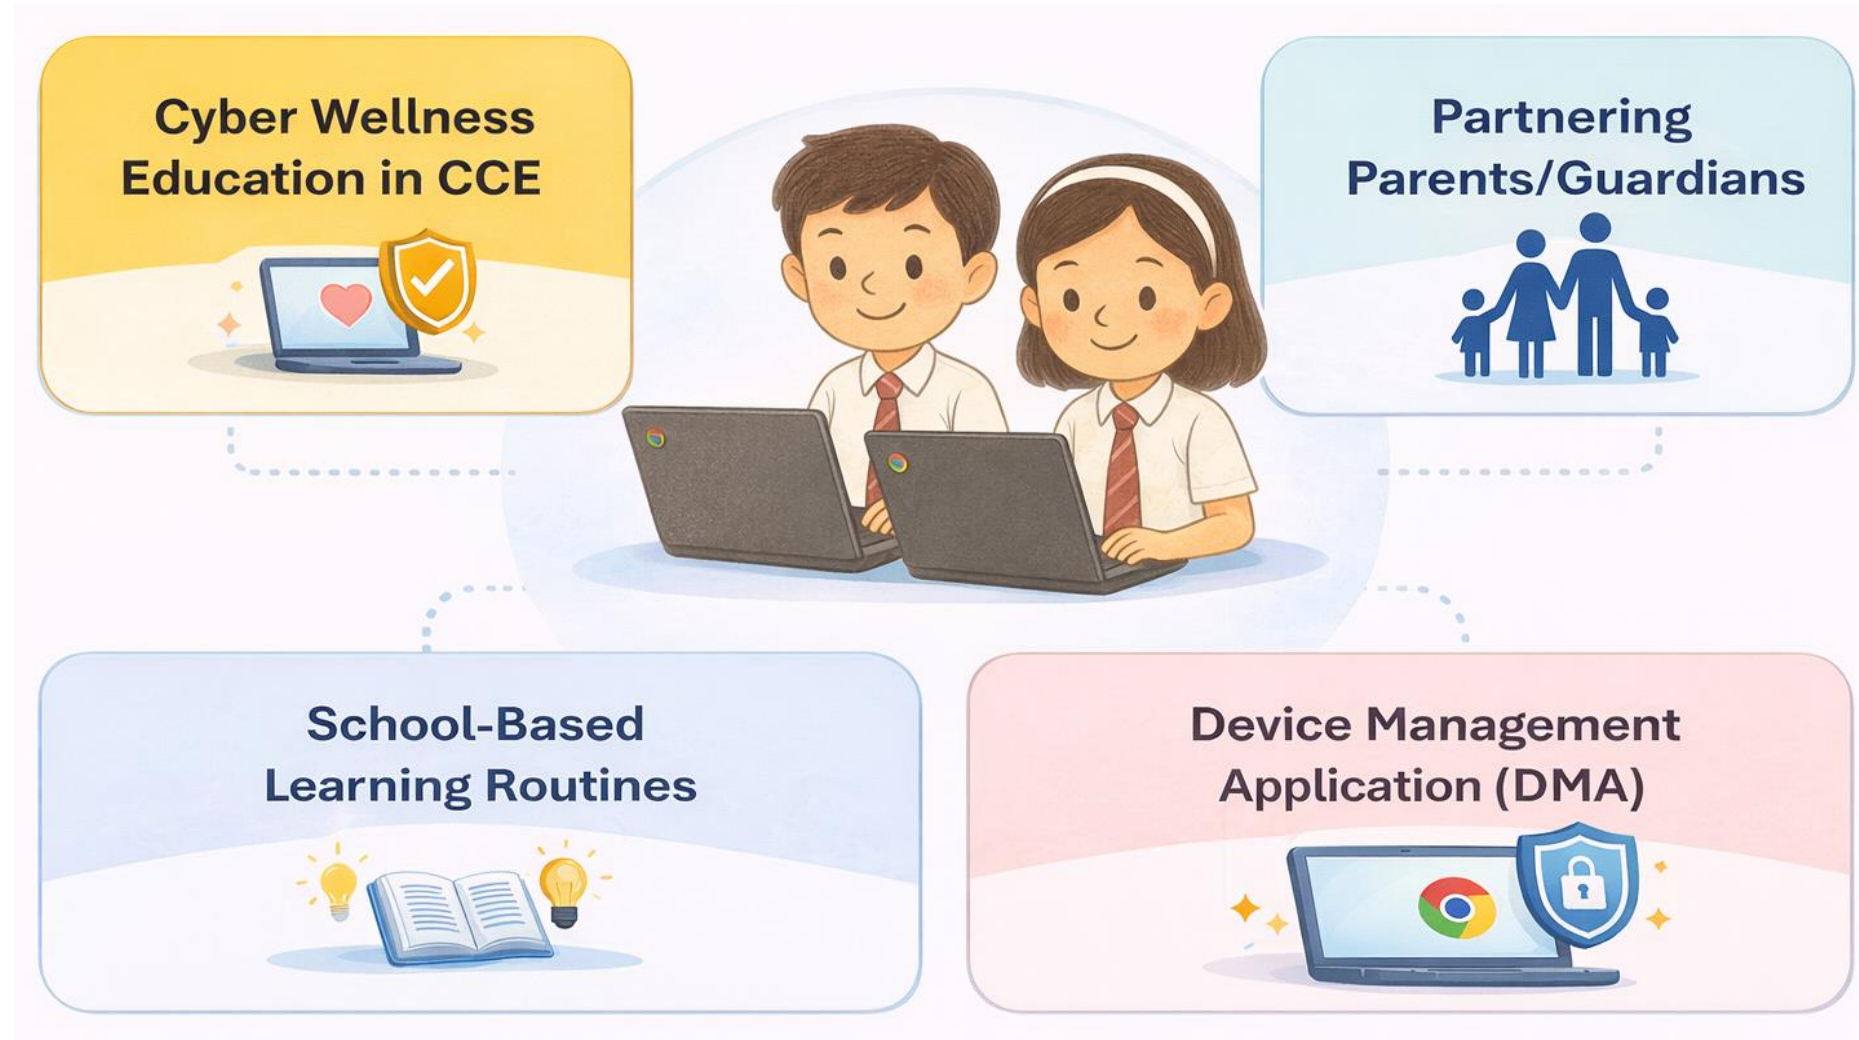 Cyber Wellness
Education in CCE
Partnering
Parents/Guardians
School-Based
Learning Routines
Device Management
Application (DMA)